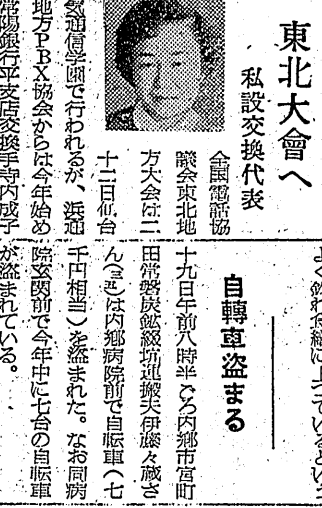 東北大會へ
私設交換代表
全国電話協
議会東北地
方大会は二
十二日仙台
気通信学園で行われるが、浜通
地方PBX協会からは今年始め
常陽銀行平支店交換手寺内成子
自轉車盗まる
十九日午前八時半ごろ内郷市宮町
田常磐炭鉱綴坑運搬夫伊藤々蔵さ
ん()は内郷病院前で自転車(七
千円相当)を盗まれた。なお同病
院玄関前で今年中に七台の自転車
が盗まれている。